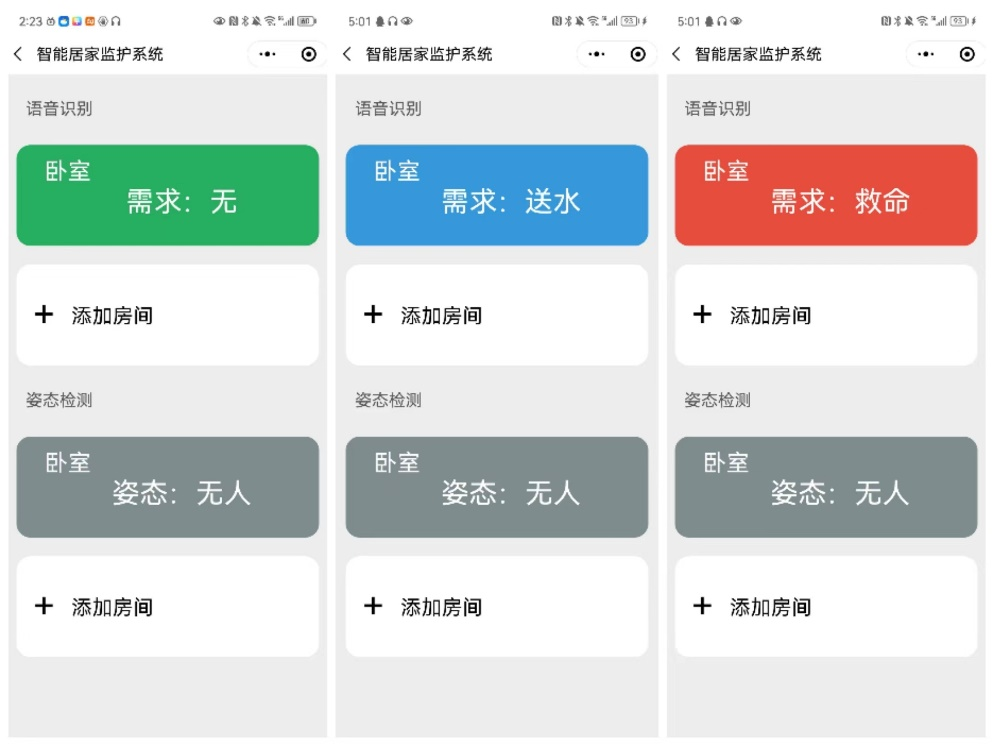 2:23
智能居家监护系统
语音识别
卧室
需求：无
添加房间
姿态检测
卧室
姿态：无人
添加房间
5:01
93
智能居家监护系统
语音识别
卧室
需求：送水
添加房间
姿态检测
卧室
姿态：无人
添加房间
5:01
93
智能居家监护系统
语音识别
卧室
需求：救命
添加房间
姿态检测
卧室
姿态：无人
添加房间